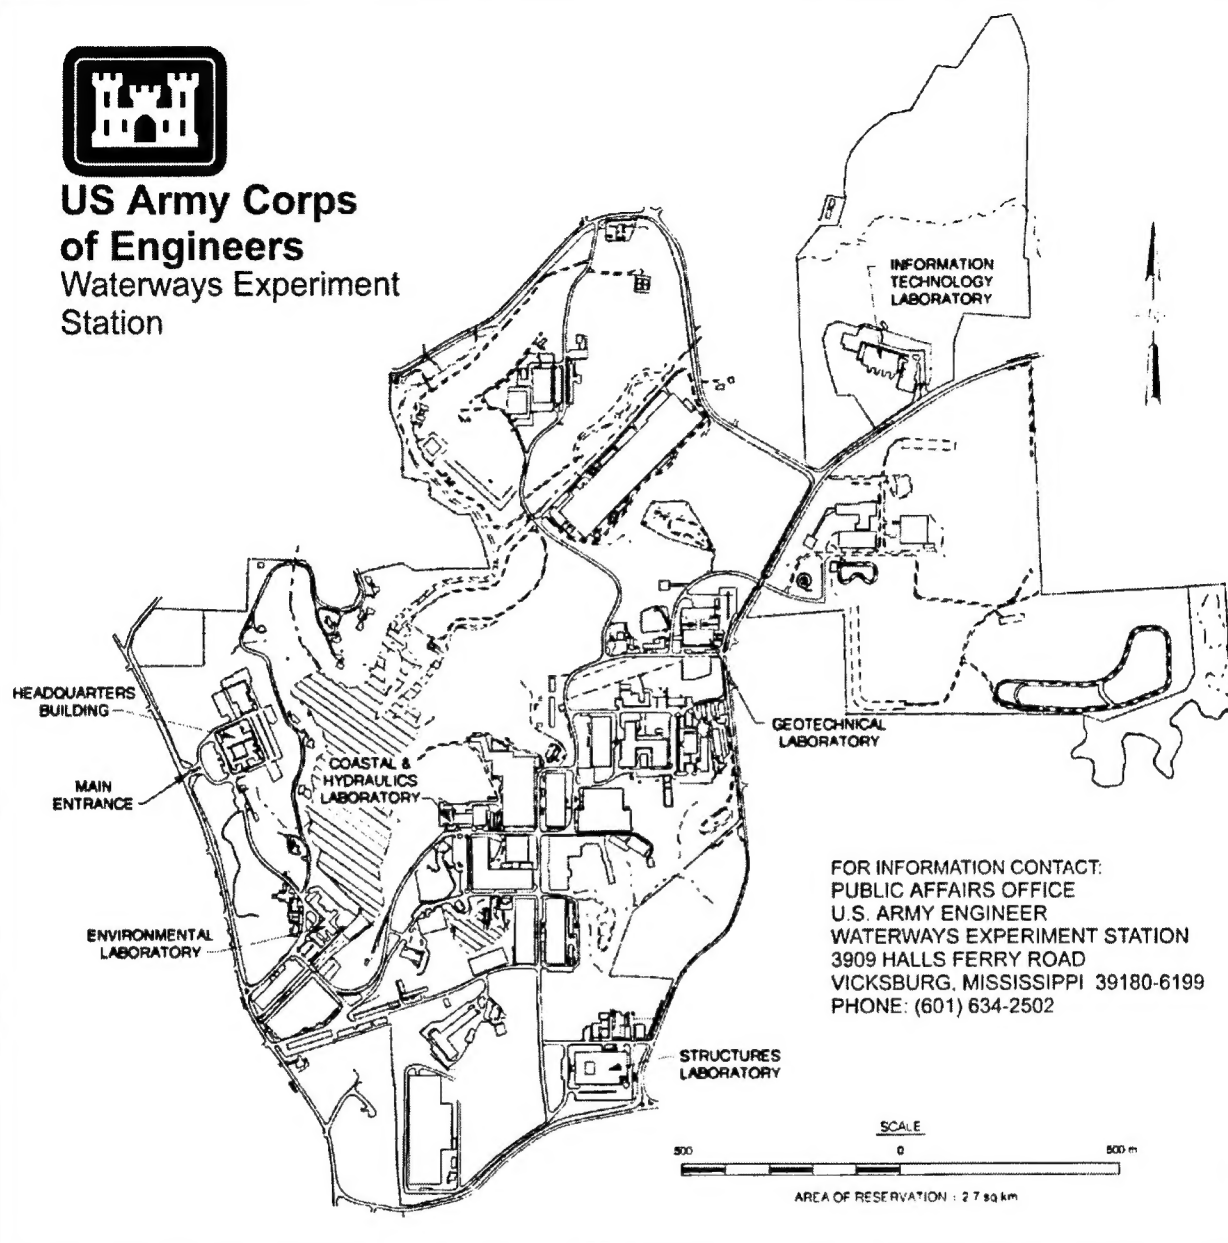 US Army Corps
of Engineers
Waterways Experiment
Station
INFORMATION
TECHNOLOGY
LABORATORY
HEADQUARTERS
BUILDING
MAIN
ENTRANCE
COASTAL &
HYDRAULICS
LABORATORY
GEOTECHNICAL
LABORATORY
ENVIRONMENTAL
LABORATORY
FOR INFORMATION CONTACT:
PUBLIC AFFAIRS OFFICE
U.S. ARMY ENGINEER
WATERWAYS EXPERIMENT STATION
3909 HALLS FERRY ROAD
VICKSBURG, MISSISSIPPI 39180-6199
PHONE: (601) 634-2502
STRUCTURES
LABORATORY
SCALE
500 0 500 m
AREA OF RESERVATION : 2.7 sq km